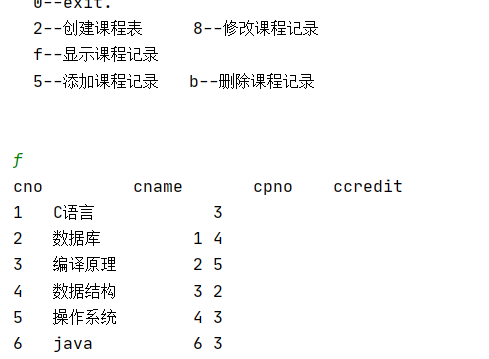 0--exit.
2--创建课程表     8--修改课程记录
f--显示课程记录
5--添加课程记录   b--删除课程记录
f
cno         cname       cpno    ccredit
1   C语言            3
2   数据库         1 4
3   编译原理        2 5
4   数据结构        3 2
5   操作系统        4 3
6   java          6 3